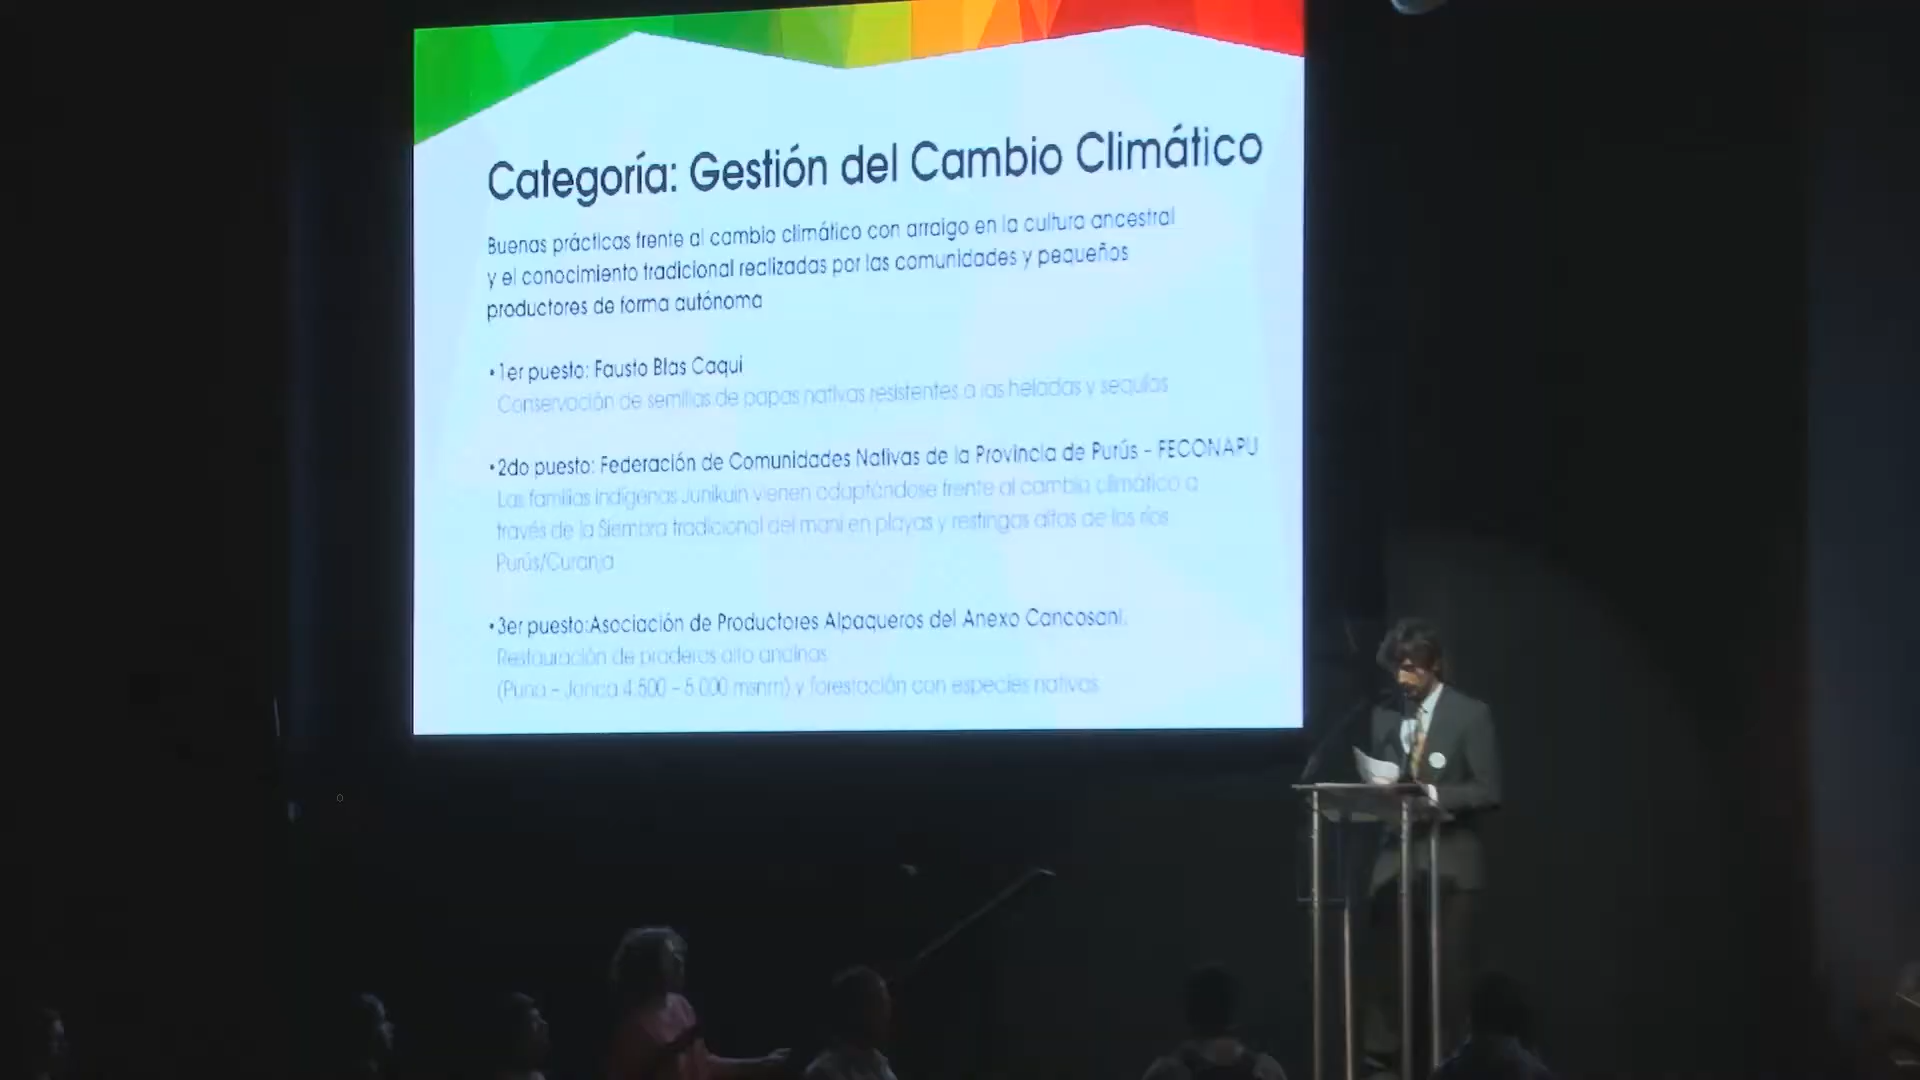 Categoría: Gestión del Cambio Climático
Buenas prácticas frente al cambio climático con arraigo en la cultura ancestral
y el conocimiento tradicional realizadas por las comunidades y pequeños
productores de forma autónoma
•1er puesto: Fausto Blas Caqui
Conservación de semillas de papas nativas resistentes a las heladas y sequías
•2do puesto: Federación de Comunidades Nativas de la Provincia de Purús – FECONAPU
Las familias indígenas Junikuin vienen adaptándose frente al cambio climático a
través de la Siembra tradicional del maní en playas y restingas altas de los ríos
Purús/Curanja
•3er puesto:Asociación de Productores Alpaqueros del Anexo Cancosani.
Restauración de praderas alto andinas
(Puna – Janca 4.500 – 5.000 msnm) y forestación con especies nativas